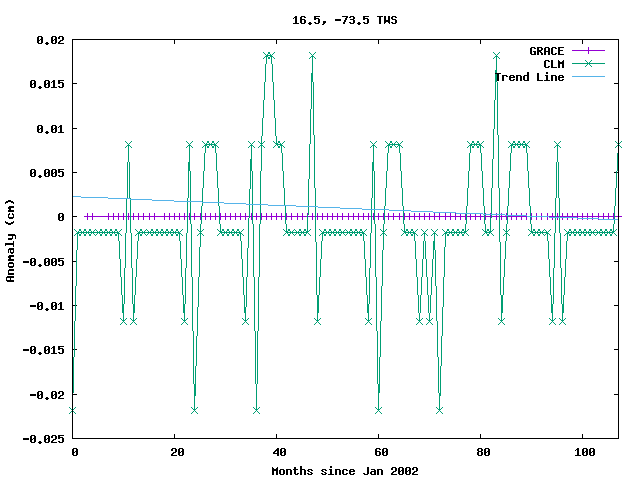 16.5, -73.5 TWS
GRACE
CLM
Trend Line
0.02
0.015
0.01
0.005
0
-0.005
-0.01
-0.015
-0.02
-0.025
Anomaly (cm)
0 20 40 60 80 100
Months since Jan 2002